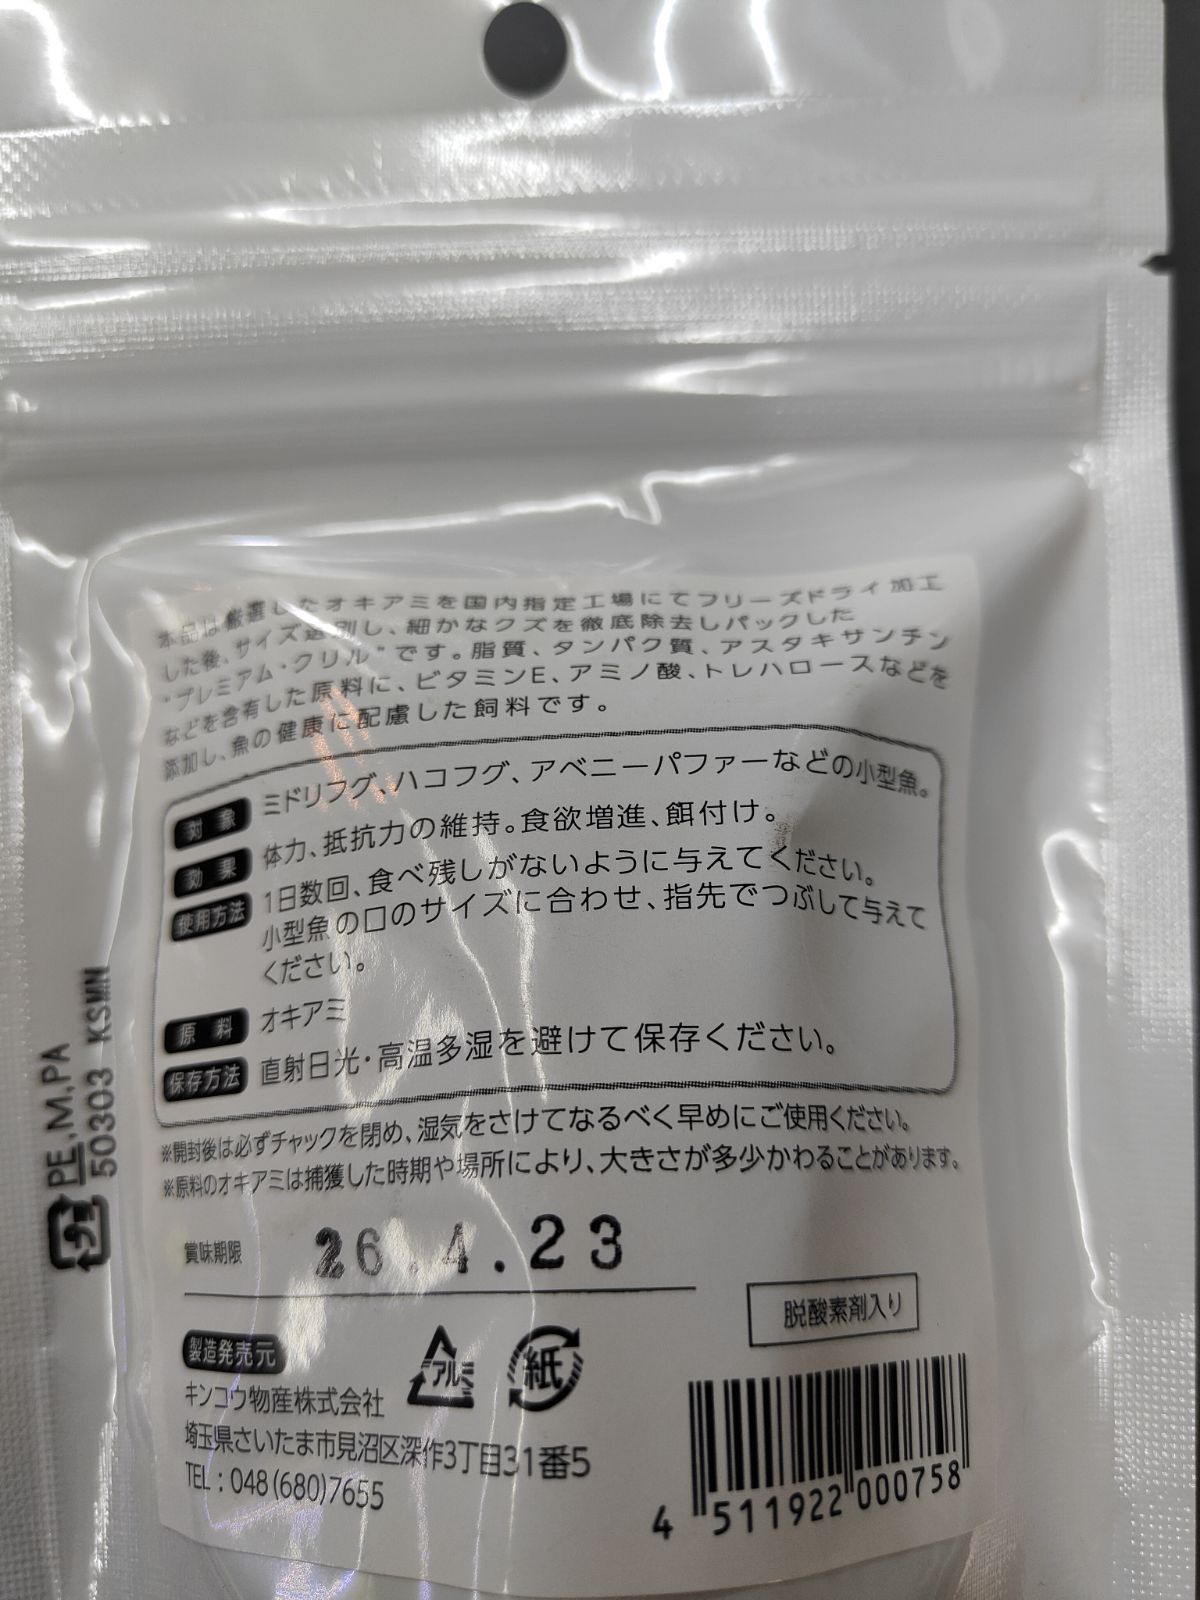 本品は厳選したオキアミを国内指定工場にてフリーズドライ加工
した後、サイズ選別し、細かなクズを徹底除去しパックした
"プレミアム・クリル"です。脂質、タンパク質、アスタキサンチン
などを含有した原料に、ビタミンE、アミノ酸、トレハロースなどを
添加し、魚の健康に配慮した飼料です。
対象 ミドリフグ、ハコフグ、アベニーパファーなどの小型魚。
効果 体力、抵抗力の維持。食欲増進、餌付け。
使用方法 1日数回、食べ残しがないように与えてください。
小型魚の口のサイズに合わせ、指先でつぶして与えて
ください。
原料 オキアミ
保存方法 直射日光・高温多湿を避けて保存ください。
※開封後は必ずチャックを閉め、湿気をさけてなるべく早めにご使用ください。
※原料のオキアミは捕獲した時期や場所により、大きさが多少かわることがあります。
賞味期限 26.4.23
脱酸素剤入り
製造発売元
キンコウ物産株式会社
埼玉県さいたま市見沼区深作3丁目31番5
TEL：048(680)7655
アルミ
紙
4 511922 000758
プラ
PE,M,PA
50303 KSMN